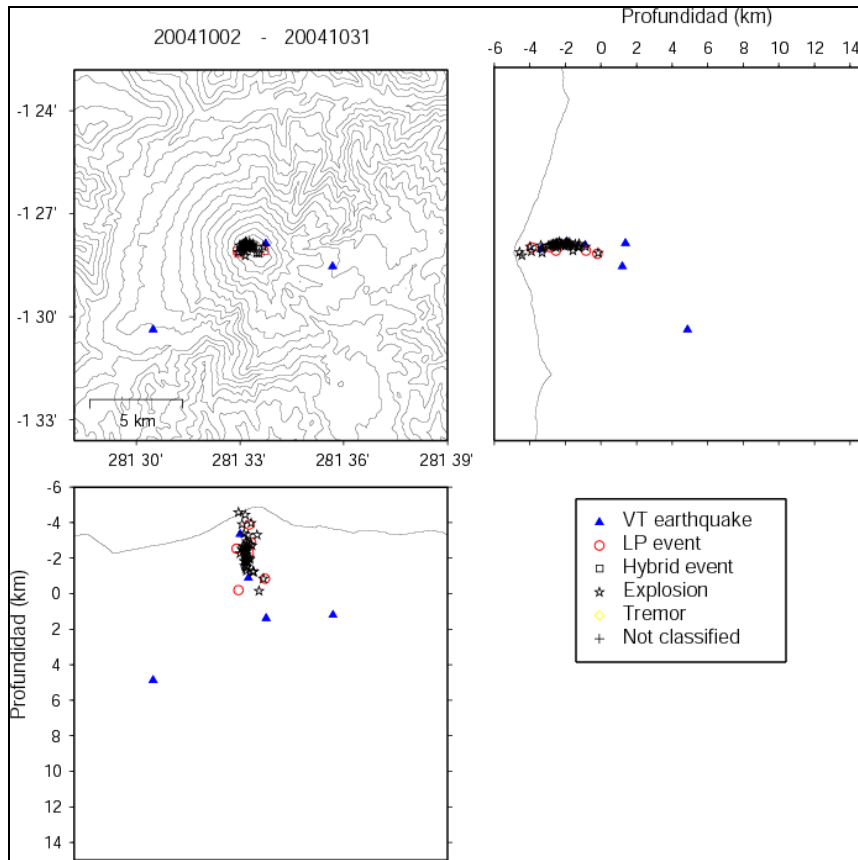 Profundidad (km)
20041002 - 20041031
-6 -4 -2 0 2 4 6 8 10 12 14
-1 24'
-1 27'
-1 30'
-1 33'
5 km
281 30' 281 33' 281 36' 281 39'
-6
-4
-2
0
2
4
6
8
10
12
14
Profundidad (km)
VT earthquake
LP event
Hybrid event
Explosion
Tremor
Not classified